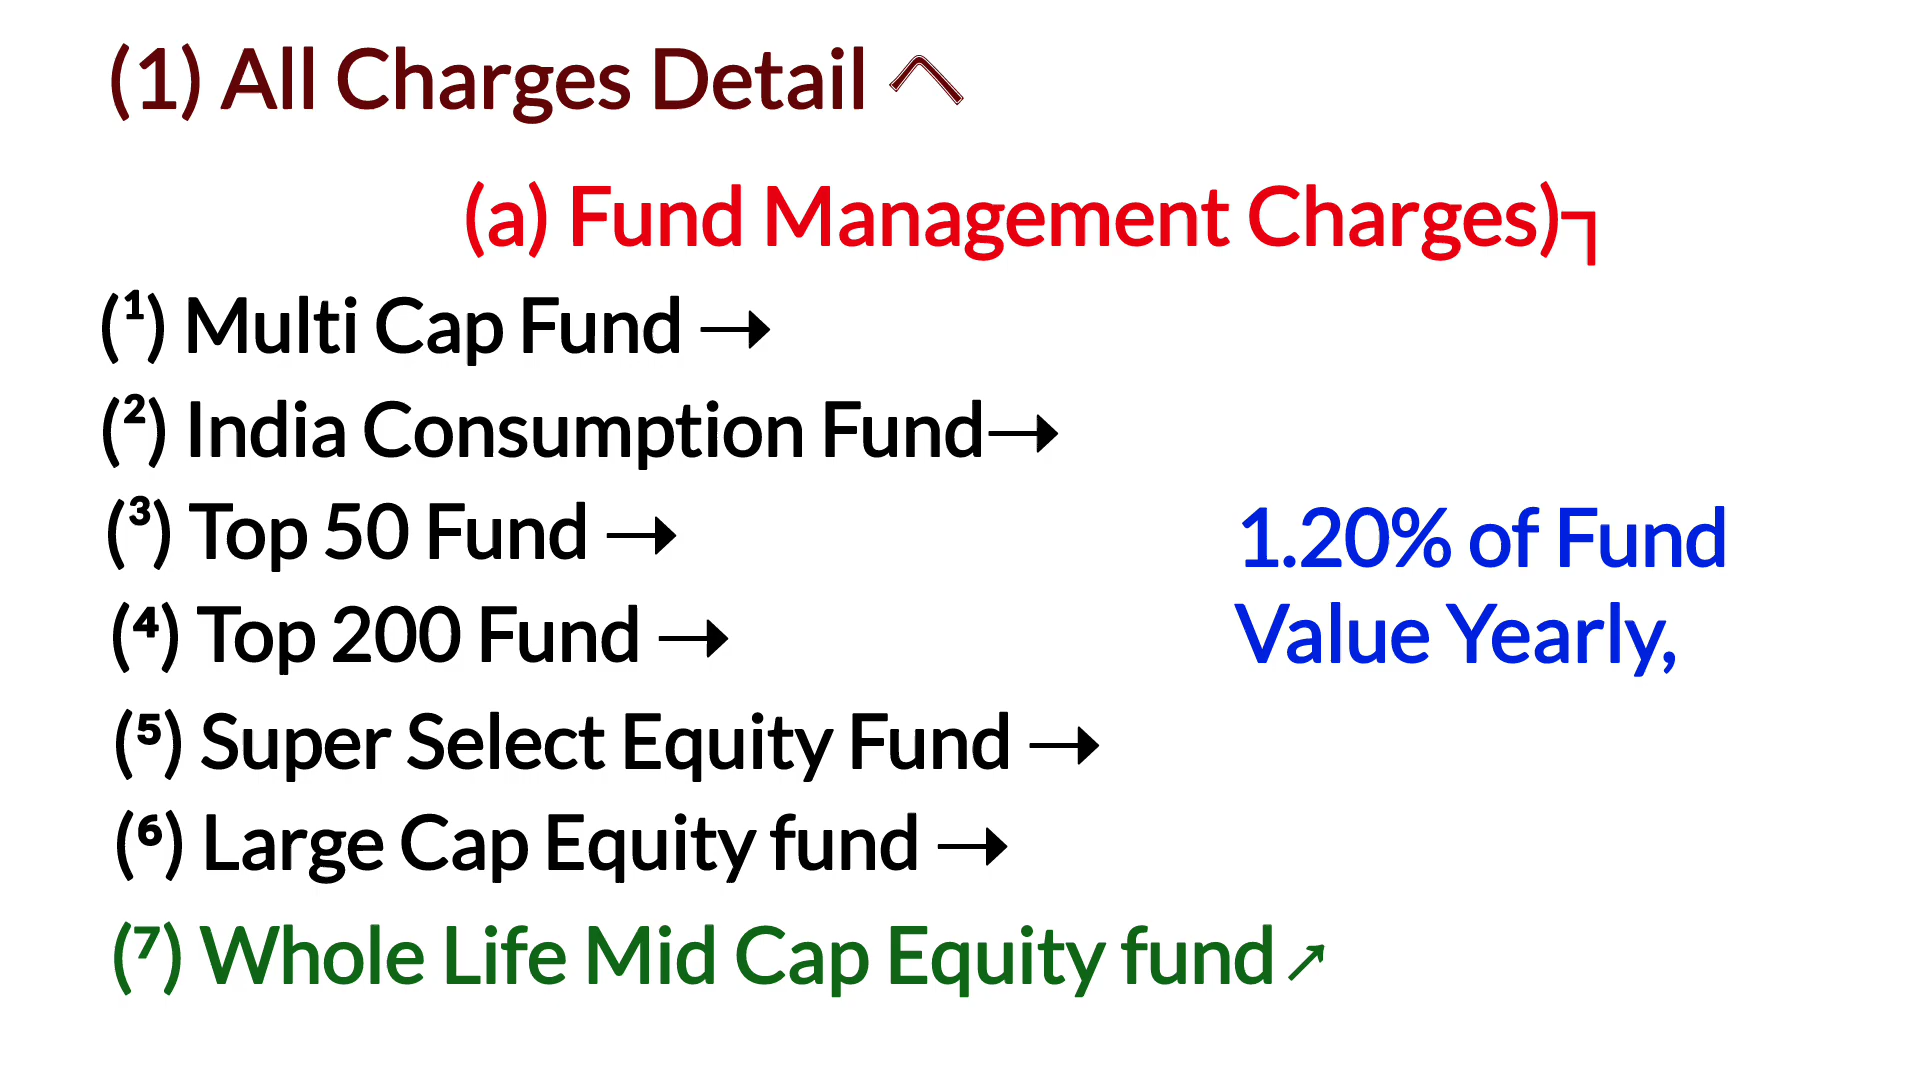 (1) All Charges Detail ヘ
(a) Fund Management Charges)┐
(¹) Multi Cap Fund →
(²) India Consumption Fund→
(³) Top 50 Fund →
(⁴) Top 200 Fund →
(⁵) Super Select Equity Fund →
(⁶) Large Cap Equity fund →
(⁷) Whole Life Mid Cap Equity fund↗
1.20% of Fund
Value Yearly,